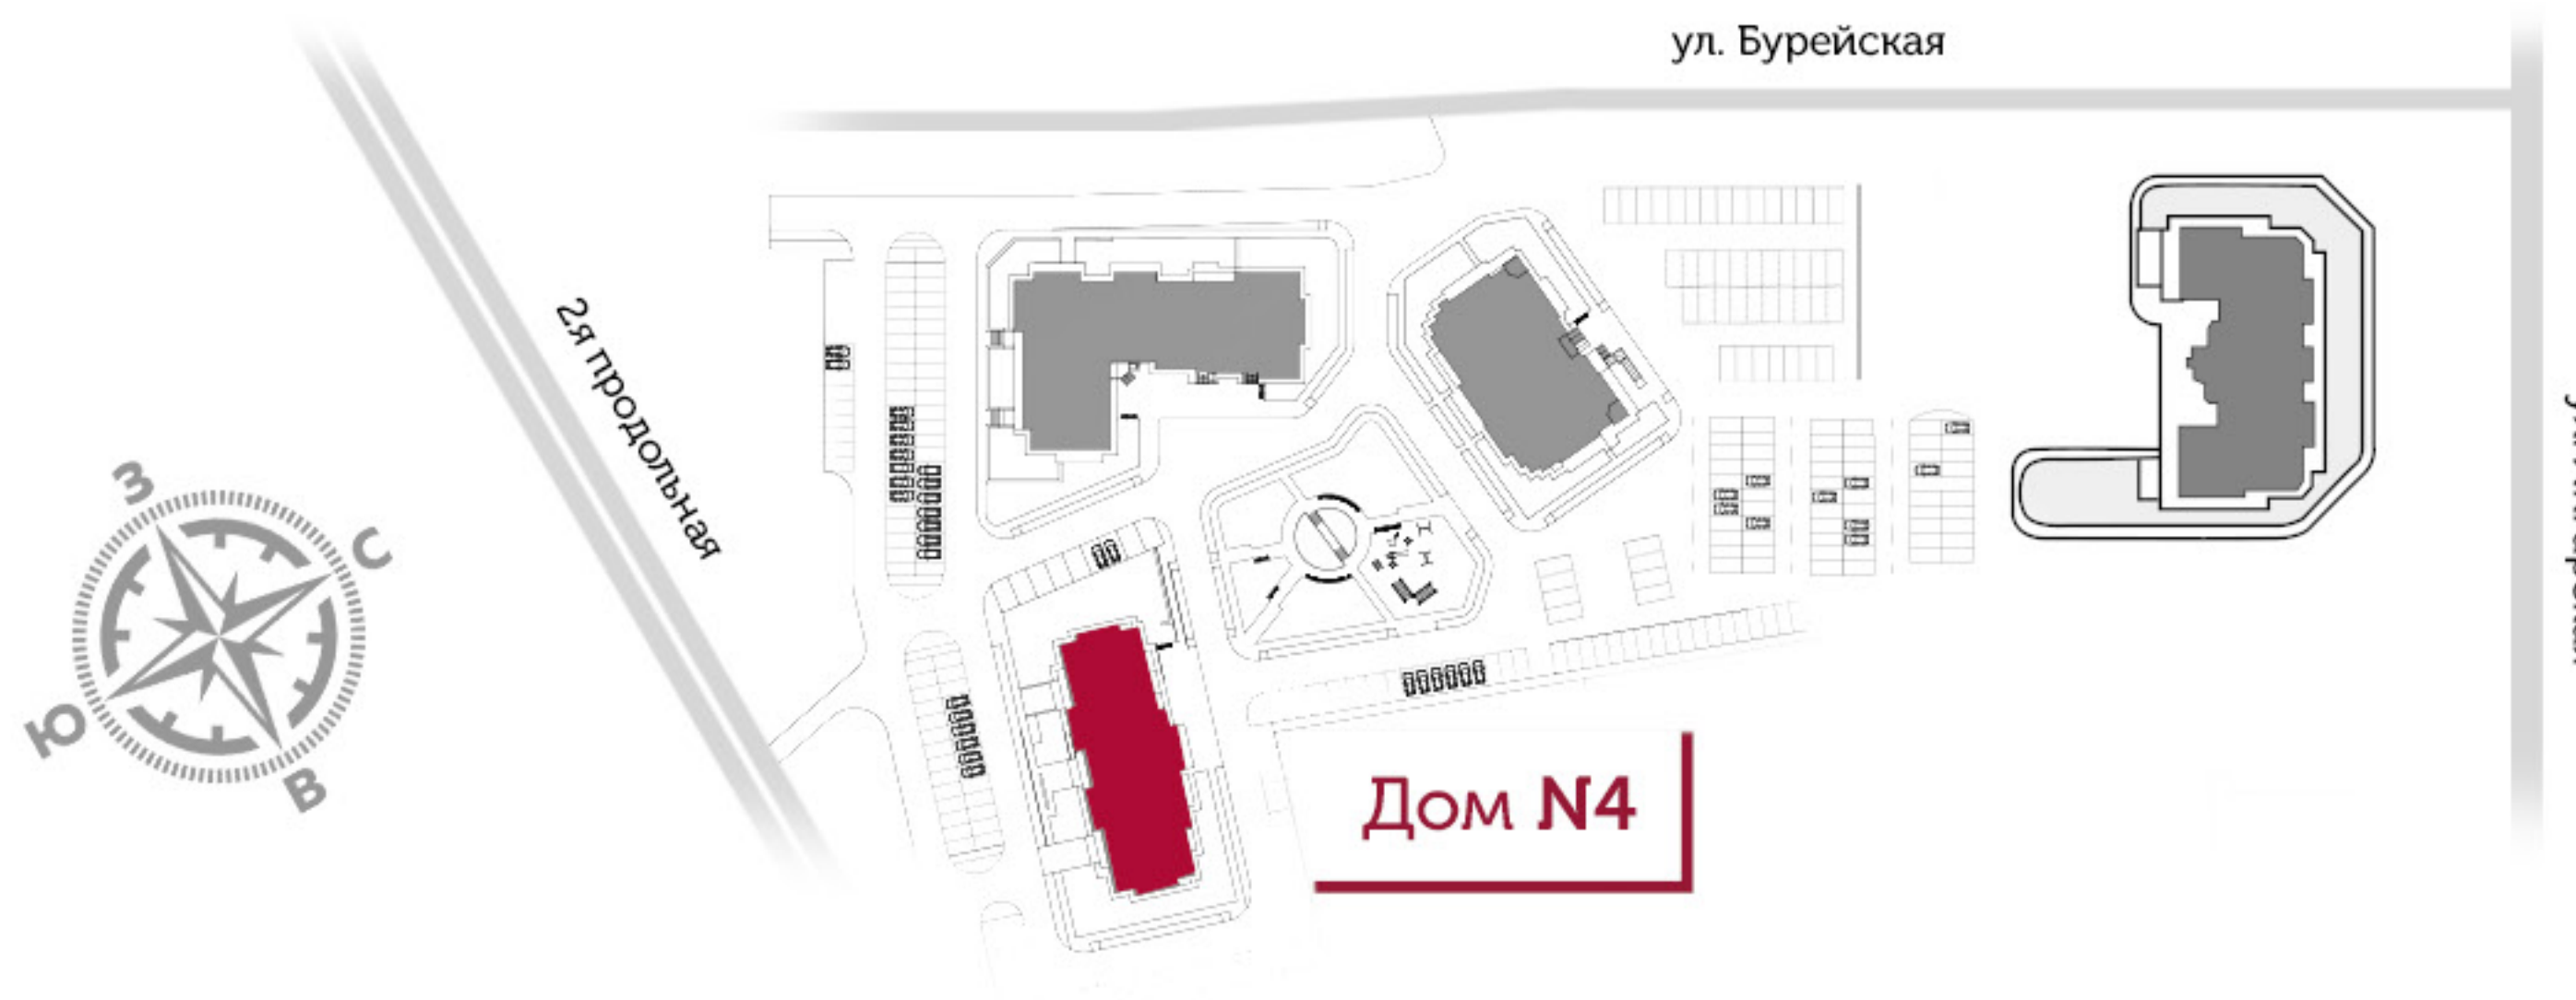 ул. Бурейская
2я продольная
З
С
Ю
В
Дом N4